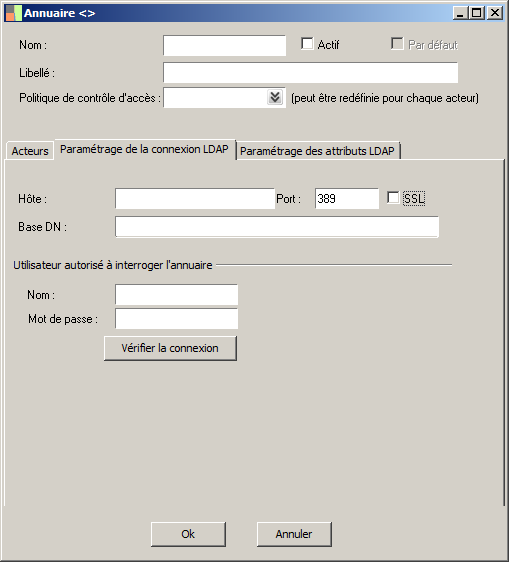 Annuaire <>
Nom : Actif Par défaut
Libellé :
Politique de contrôle d'accès : (peut être redéfinie pour chaque acteur)
Acteurs Paramétrage de la connexion LDAP Paramétrage des attributs LDAP
Hôte : Port : 389 SSL
Base DN :
Utilisateur autorisé à interroger l'annuaire
Nom :
Mot de passe :
Vérifier la connexion
Ok Annuler